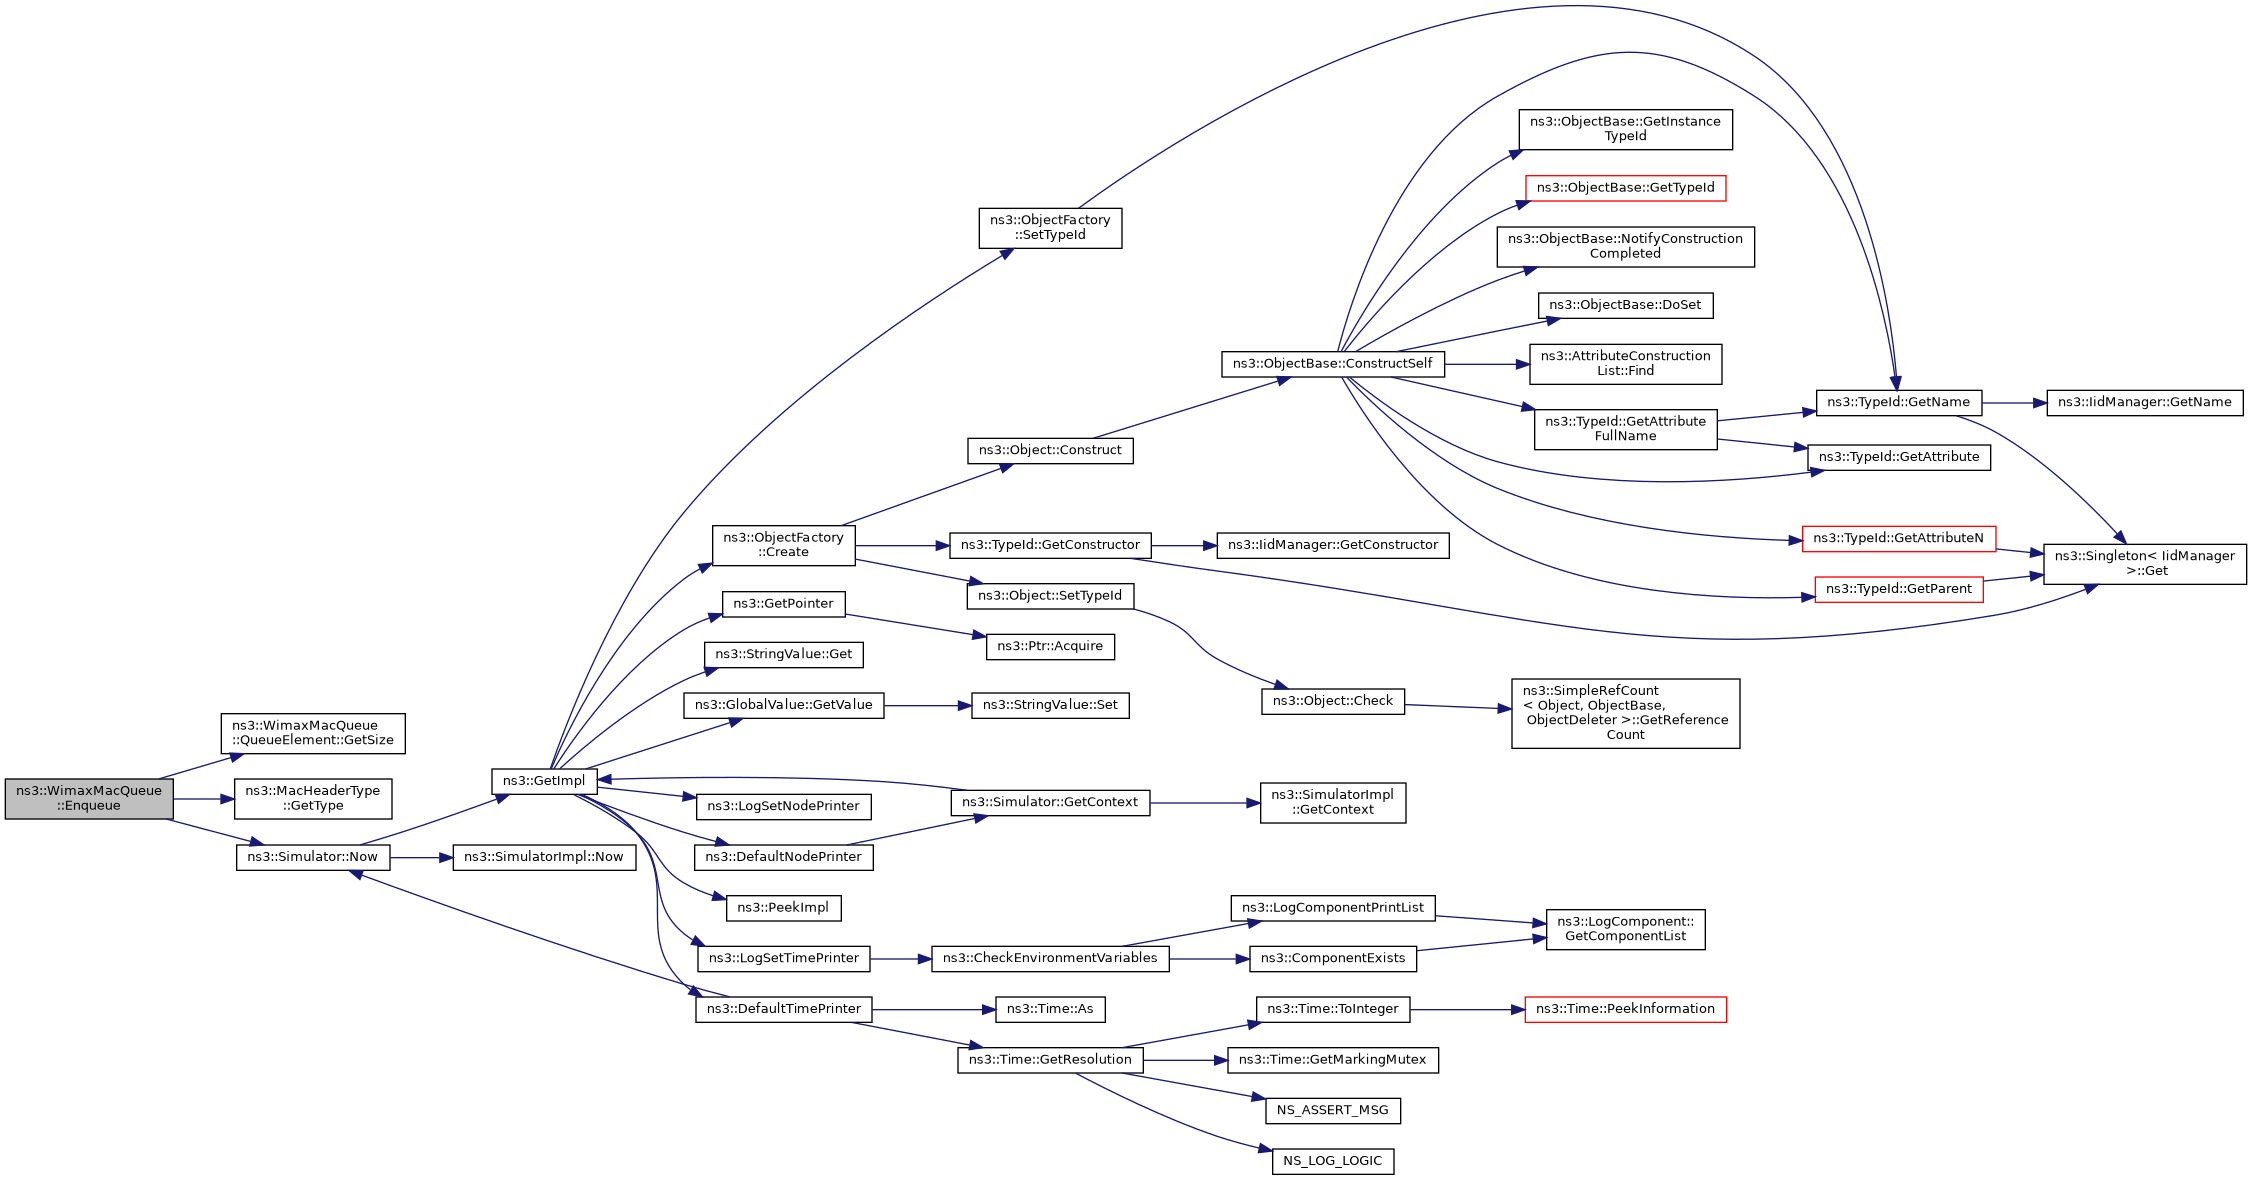 ns3::WimaxMacQueue
::Enqueue
ns3::WimaxMacQueue
::QueueElement::GetSize
ns3::MacHeaderType
::GetType
ns3::Simulator::Now
ns3::GetImpl
ns3::SimulatorImpl::Now
ns3::ObjectFactory
::SetTypeId
ns3::ObjectFactory
::Create
ns3::GetPointer
ns3::StringValue::Get
ns3::GlobalValue::GetValue
ns3::LogSetNodePrinter
ns3::DefaultNodePrinter
ns3::PeekImpl
ns3::LogSetTimePrinter
ns3::DefaultTimePrinter
ns3::Object::Construct
ns3::TypeId::GetConstructor
ns3::Object::SetTypeId
ns3::Ptr::Acquire
ns3::StringValue::Set
ns3::Simulator::GetContext
ns3::CheckEnvironmentVariables
ns3::Time::As
ns3::Time::GetResolution
ns3::ObjectBase::ConstructSelf
ns3::IidManager::GetConstructor
ns3::Object::Check
ns3::SimulatorImpl
::GetContext
ns3::LogComponentPrintList
ns3::ComponentExists
ns3::Time::ToInteger
ns3::Time::GetMarkingMutex
NS_ASSERT_MSG
NS_LOG_LOGIC
ns3::ObjectBase::GetInstance
TypeId
ns3::ObjectBase::GetTypeId
ns3::ObjectBase::NotifyConstruction
Completed
ns3::ObjectBase::DoSet
ns3::AttributeConstruction
List::Find
ns3::TypeId::GetAttribute
FullName
ns3::SimpleRefCount
< Object, ObjectBase,
ObjectDeleter >::GetReference
Count
ns3::LogComponent::
GetComponentList
ns3::Time::PeekInformation
ns3::TypeId::GetName
ns3::TypeId::GetAttribute
ns3::TypeId::GetAttributeN
ns3::TypeId::GetParent
ns3::IidManager::GetName
ns3::Singleton< IidManager
>::Get